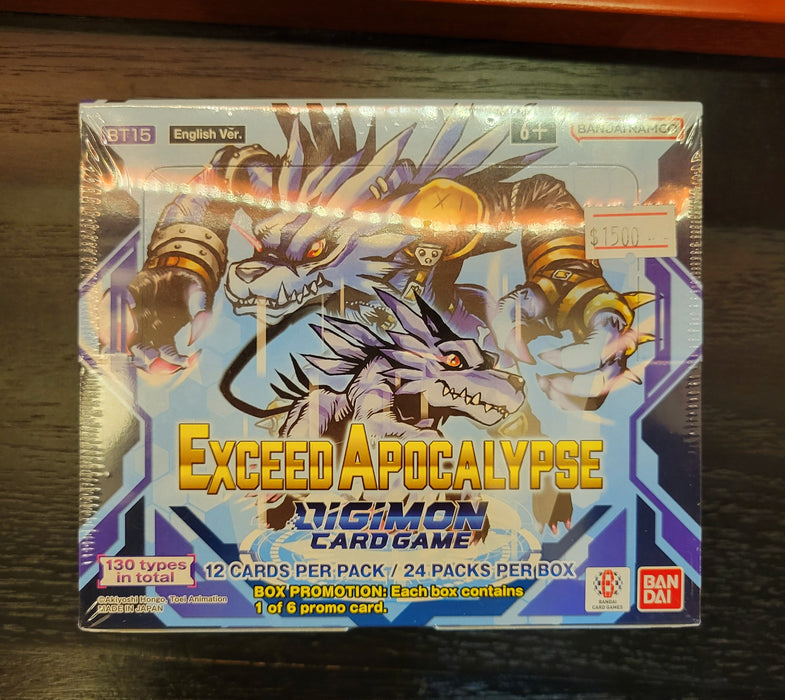 BT15
English Ver.
6+
BANDAI NAMCO
$1500
EXCEED APOCALYPSE
DIGIMON
CARD GAME
130 types
in total
12 CARDS PER PACK / 24 PACKS PER BOX
BOX PROMOTION: Each box contains
1 of 6 promo card.
©Akiyoshi Hongo, Toei Animation
MADE IN JAPAN
BANDAI
CARD GAMES
BAN
DAI